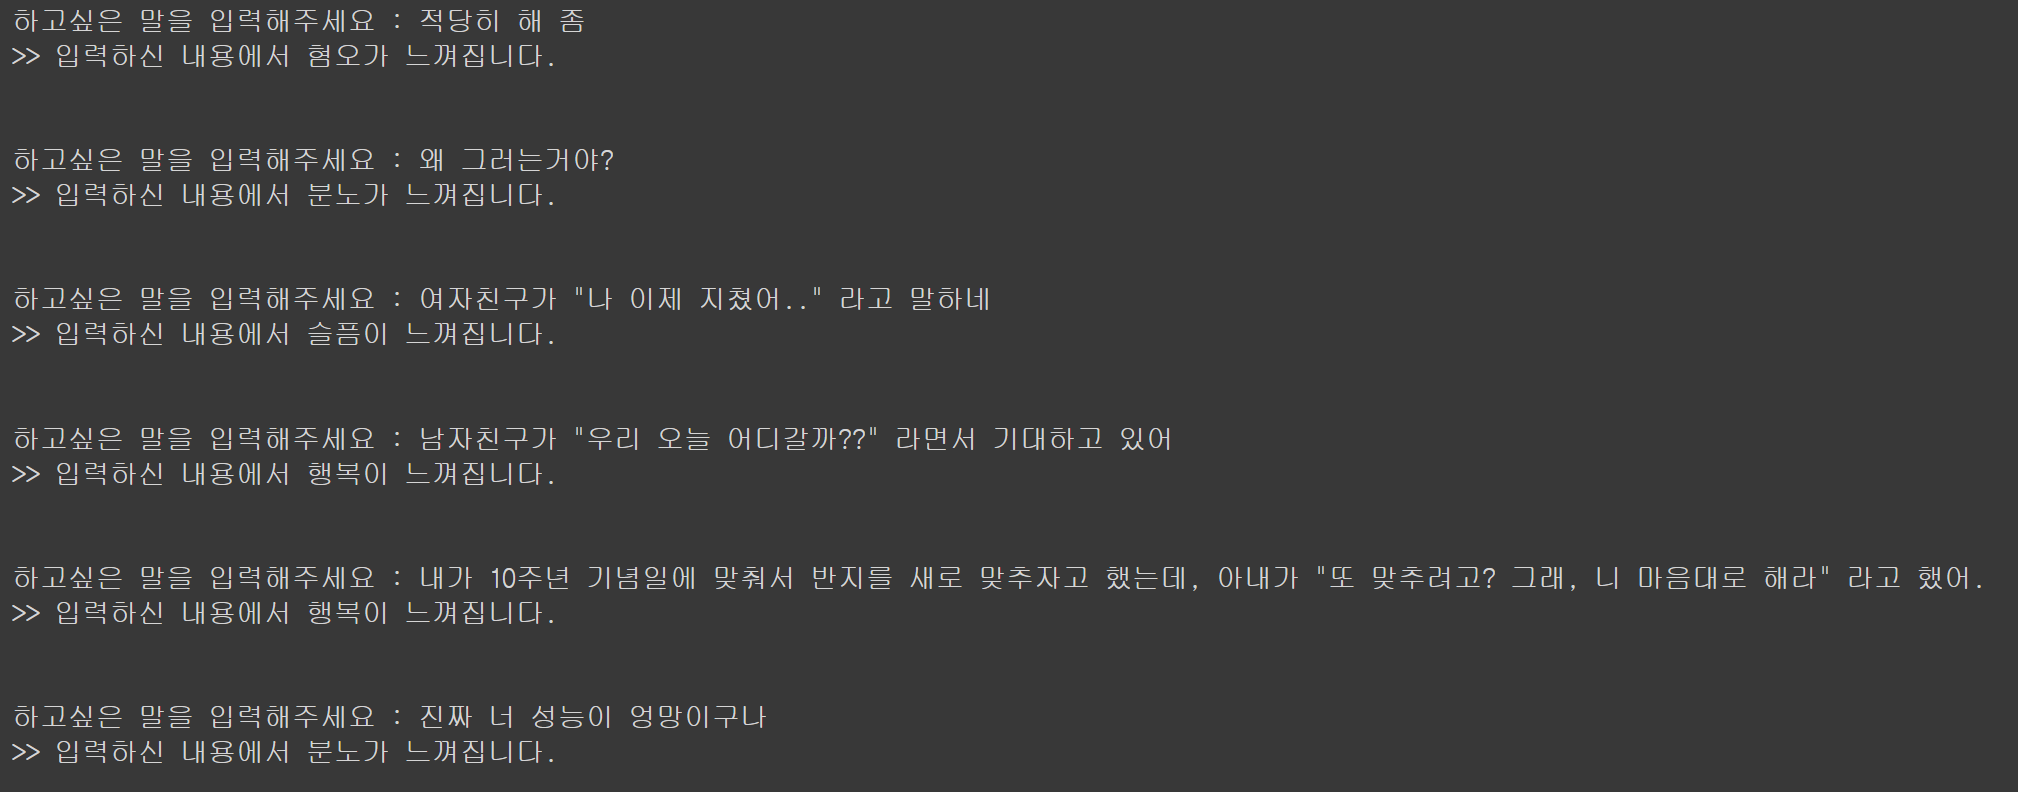 하고싶은 말을 입력해주세요 : 적당히 해 좀
>> 입력하신 내용에서 혐오가 느껴집니다.
하고싶은 말을 입력해주세요 : 왜 그러는거야?
>> 입력하신 내용에서 분노가 느껴집니다.
하고싶은 말을 입력해주세요 : 여자친구가 "나 이제 지쳤어.." 라고 말하네
>> 입력하신 내용에서 슬픔이 느껴집니다.
하고싶은 말을 입력해주세요 : 남자친구가 "우리 오늘 어디갈까??" 라면서 기대하고 있어
>> 입력하신 내용에서 행복이 느껴집니다.
하고싶은 말을 입력해주세요 : 내가 10주년 기념일에 맞춰서 반지를 새로 맞추자고 했는데, 아내가 "또 맞추려고? 그래, 니 마음대로 해라" 라고 했어.
>> 입력하신 내용에서 행복이 느껴집니다.
하고싶은 말을 입력해주세요 : 진짜 너 성능이 엉망이구나
>> 입력하신 내용에서 분노가 느껴집니다.